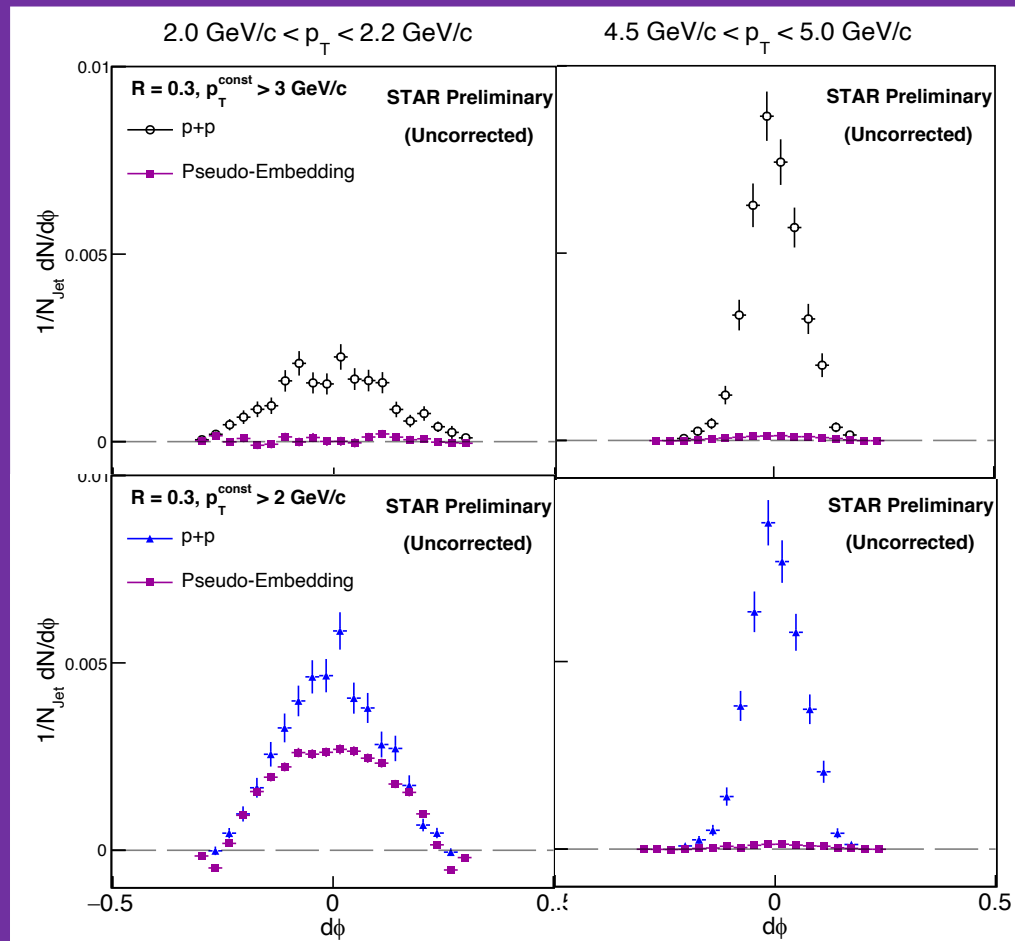 2.0 GeV/c < p_T < 2.2 GeV/c
4.5 GeV/c < p_T < 5.0 GeV/c
0.01
R = 0.3, p_T^const > 3 GeV/c
STAR Preliminary
(Uncorrected)
p+p
Pseudo-Embedding
STAR Preliminary
(Uncorrected)
0.005
1/N_Jet dN/dϕ
0
0.01
R = 0.3, p_T^const > 2 GeV/c
STAR Preliminary
(Uncorrected)
p+p
Pseudo-Embedding
STAR Preliminary
(Uncorrected)
0.005
1/N_Jet dN/dϕ
0
−0.5
0
0
0.5
dϕ
dϕ